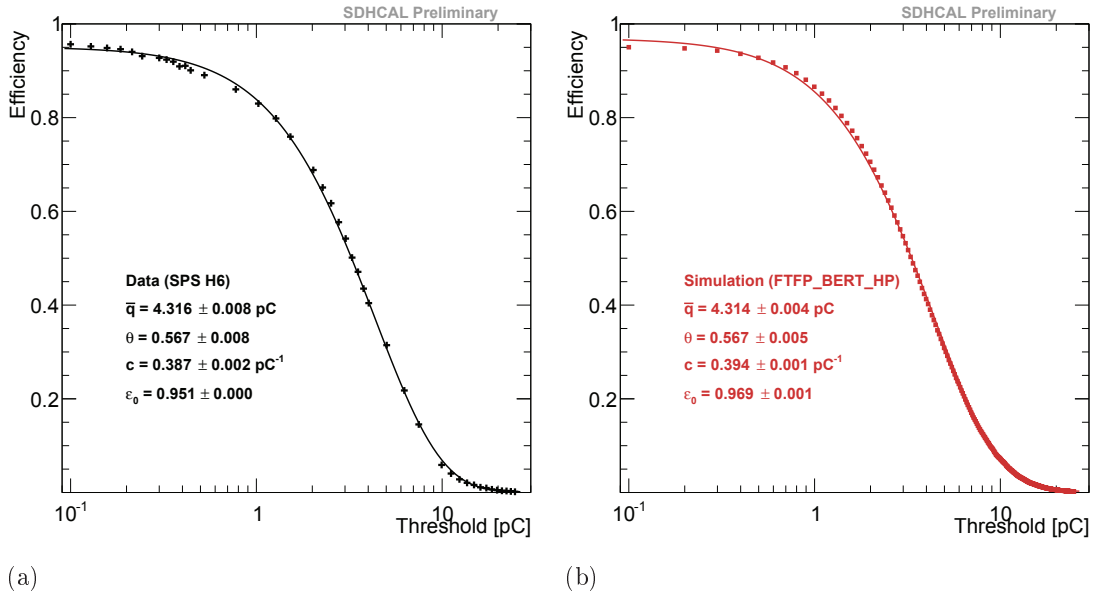 SDHCAL Preliminary
Efficiency
1
0.8
0.6
0.4
0.2
Data (SPS H6)
q̅ = 4.316 ± 0.008 pC
θ = 0.567 ± 0.008
c = 0.387 ± 0.002 pC⁻¹
ε₀ = 0.951 ± 0.000
10⁻¹ 1 10
Threshold [pC]
(a)
SDHCAL Preliminary
Efficiency
1
0.8
0.6
0.4
0.2
Simulation (FTFP_BERT_HP)
q̅ = 4.314 ± 0.004 pC
θ = 0.567 ± 0.005
c = 0.394 ± 0.001 pC⁻¹
ε₀ = 0.969 ± 0.001
10⁻¹ 1 10
Threshold [pC]
(b)